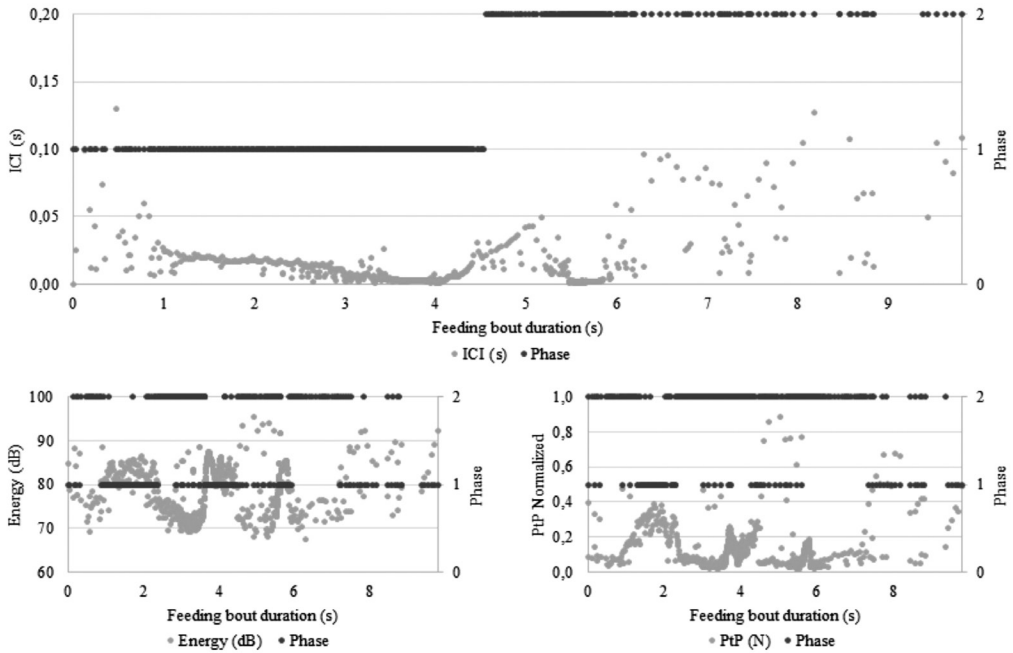 0,20
0,15
0,10
0,05
0,00
ICI (s)
2
1
0
Phase
0 1 2 3 4 5 6 7 8 9
Feeding bout duration (s)
ICI (s) Phase
100
90
80
70
60
Energy (dB)
2
1
0
Phase
0 2 4 6 8
Feeding bout duration (s)
Energy (dB) Phase
1,0
0,8
0,6
0,4
0,2
0,0
PtP Normalized
2
1
0
Phase
0 2 4 6 8
Feeding bout duration (s)
PtP (N) Phase